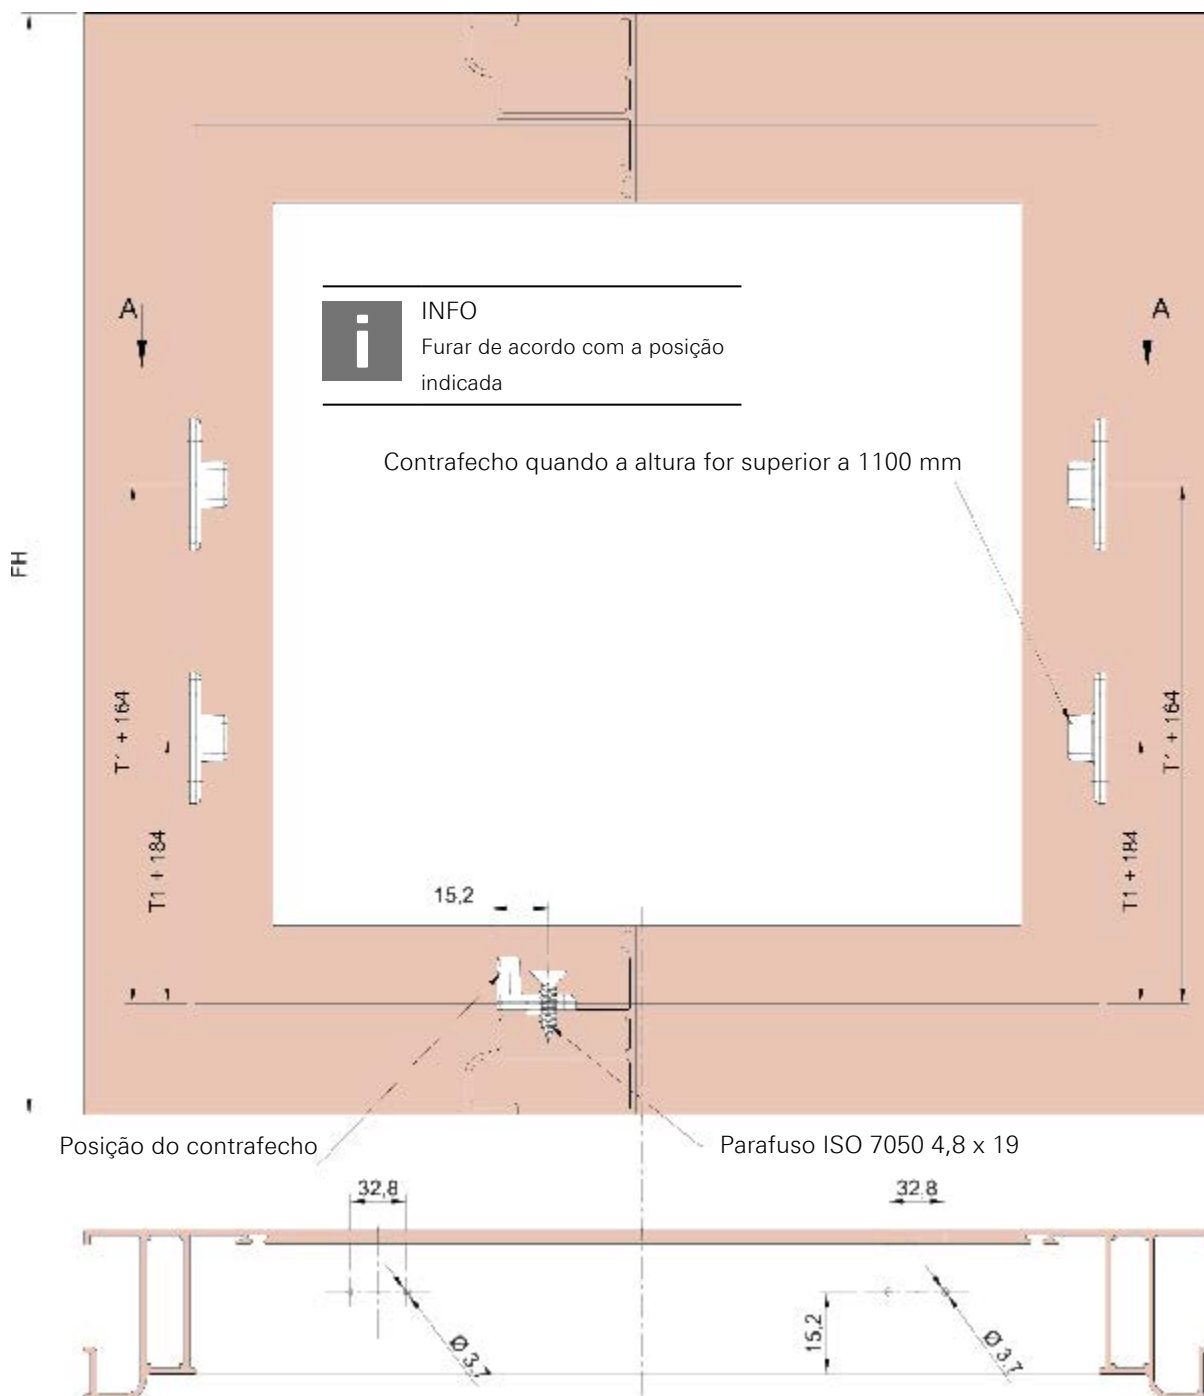 A
A
INFO
Furar de acordo com a posição
indicada
Contrafecho quando a altura for superior a 1100 mm
FH
T' + 164
T' + 164
T1 + 184
T1 + 184
15,2
Posição do contrafecho
Parafuso ISO 7050 4,8 x 19
32,8
32,8
15,2
Ø 3,7
Ø 3,7